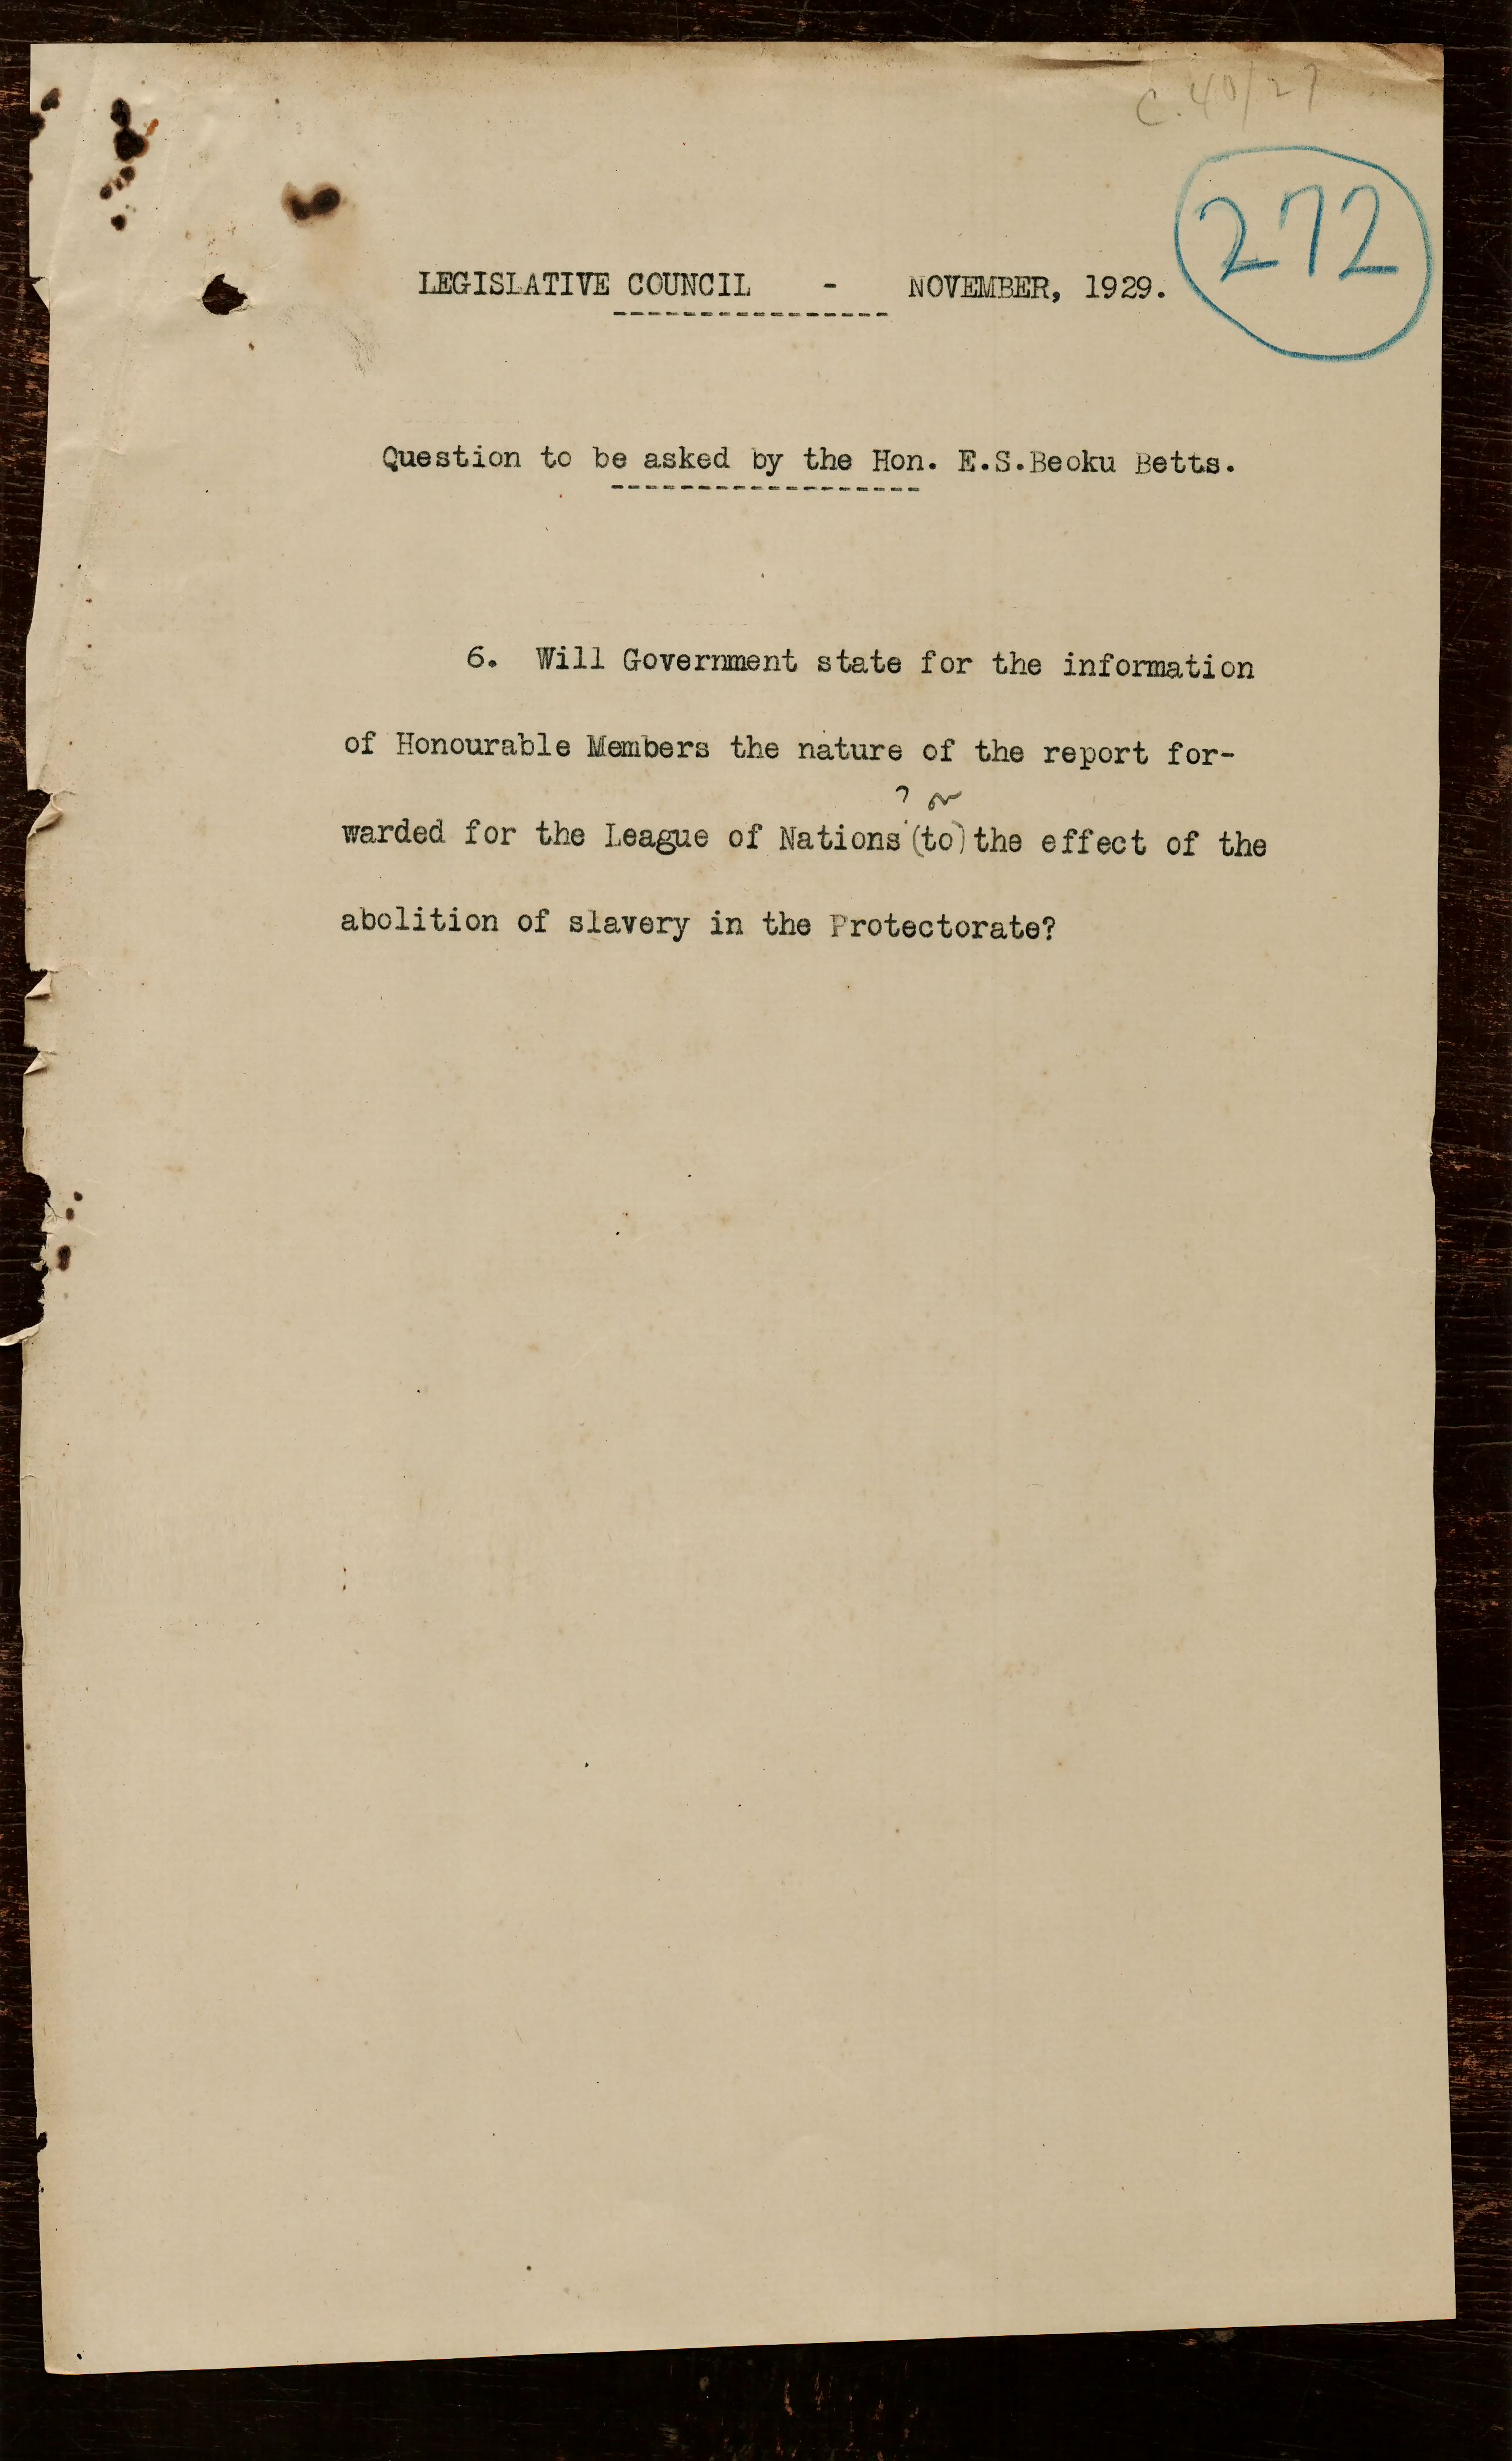 C. 40/27
272
LEGISLATIVE COUNCIL - NOVEMBER, 1929.
Question to be asked by the Hon. E.S.Beoku Betts.
6. Will Government state for the information
of Honourable Members the nature of the report for-
? on
warded for the League of Nations (to) the effect of the
abolition of slavery in the Protectorate?